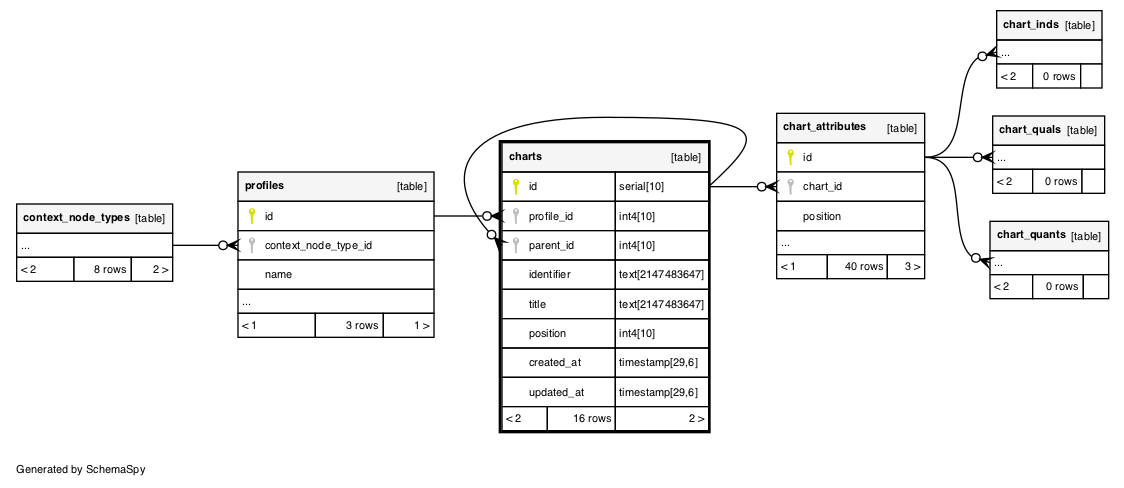 context_node_types [table]
...
< 2 8 rows 2 >
profiles [table]
id
context_node_type_id
name
...
< 1 3 rows 1 >
charts [table]
id serial[10]
profile_id int4[10]
parent_id int4[10]
identifier text[2147483647]
title text[2147483647]
position int4[10]
created_at timestamp[29,6]
updated_at timestamp[29,6]
< 2 16 rows 2 >
chart_attributes [table]
id
chart_id
position
...
< 1 40 rows 3 >
chart_inds [table]
...
< 2 0 rows
chart_quals [table]
...
< 2 0 rows
chart_quants [table]
...
< 2 0 rows
Generated by SchemaSpy